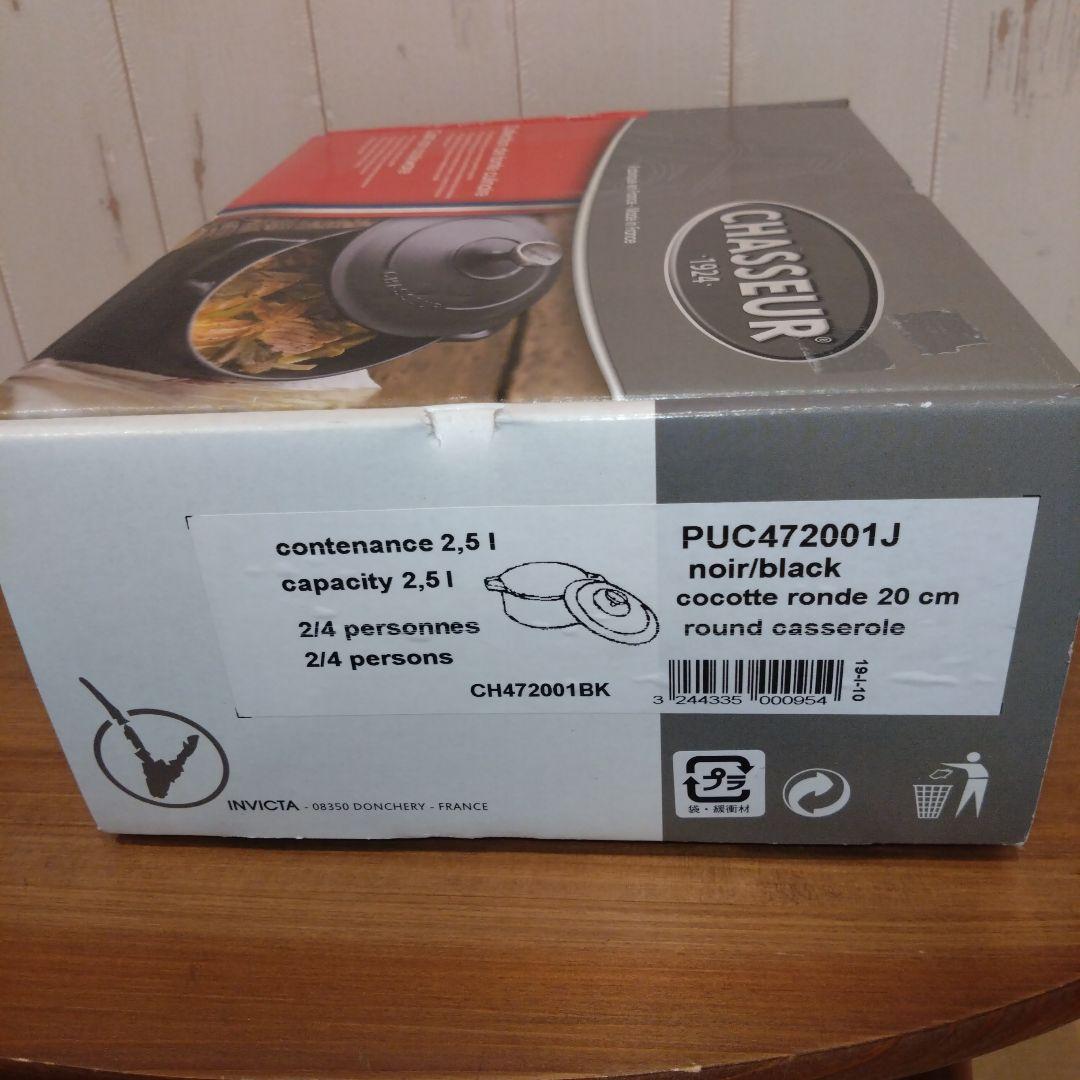 CHASSEUR®
1924
CHASSEUR
contenance 2,5 l
capacity 2,5 l
2/4 personnes
2/4 persons
CH472001BK
PUC472001J
noir/black
cocotte ronde 20 cm
round casserole
3 244335 000954
19-I-10
INVICTA - 08350 DONCHERY - FRANCE
プラ
袋・緩衝材